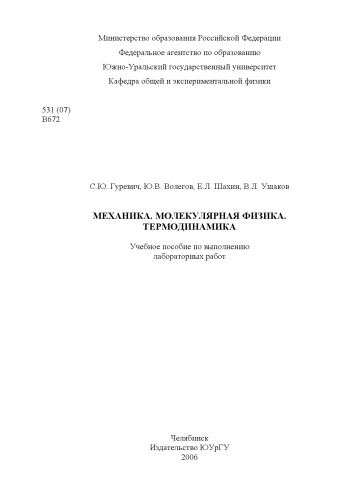 Министерство образования Российской Федерации
Федеральное агентство по образованию
Южно-Уральский государственный университет
Кафедра общей и экспериментальной физики
531 (07)
В672
С.Ю. Гуревич, Ю.В. Волегов, Е.Л. Шахин, В.Л. Ушаков
МЕХАНИКА. МОЛЕКУЛЯРНАЯ ФИЗИКА.
ТЕРМОДИНАМИКА
Учебное пособие по выполнению
лабораторных работ
Челябинск
Издательство ЮУрГУ
2006